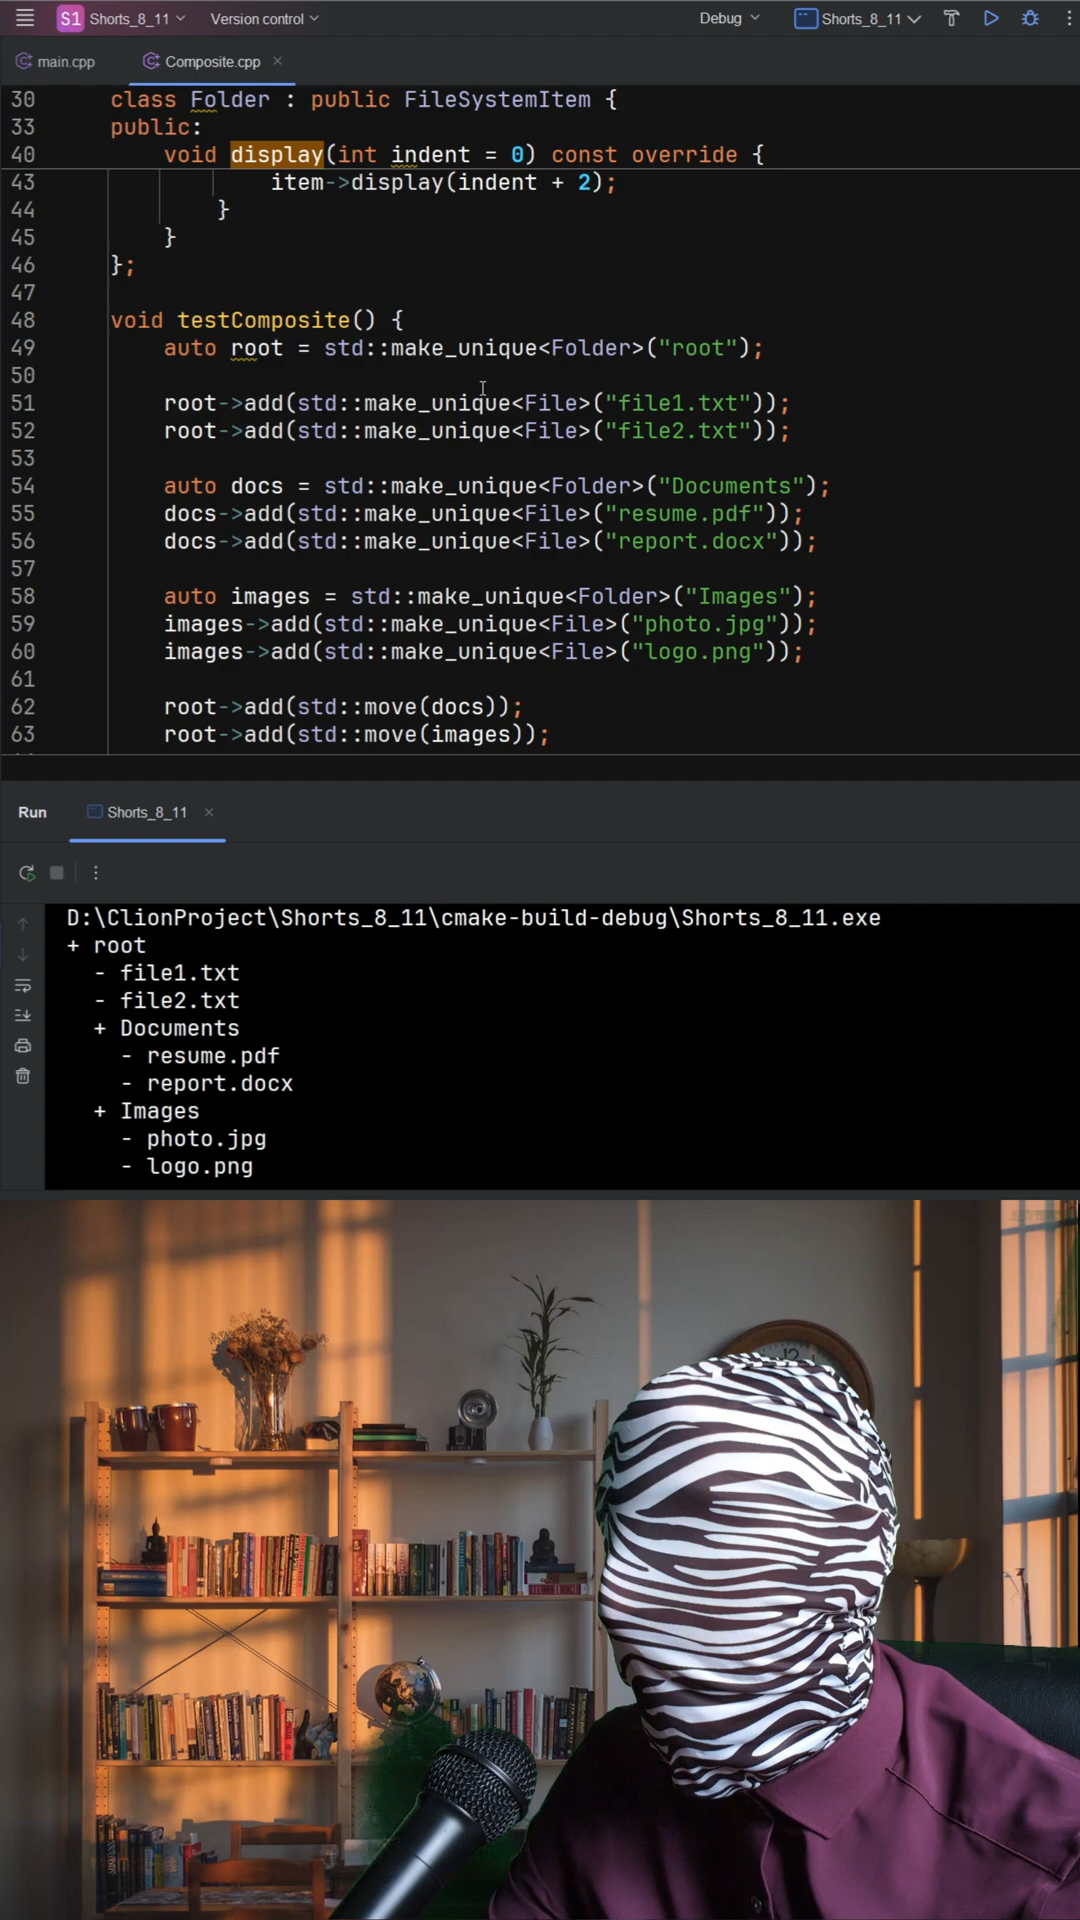 S1 Shorts_8_11 Version control Debug Shorts_8_11
main.cpp Composite.cpp
30 class Folder : public FileSystemItem {
33 public:
40 void display(int indent = 0) const override {
43 item->display(indent + 2);
44 }
45 }
46 };
47
48 void testComposite() {
49 auto root = std::make_unique<Folder>("root");
50
51 root->add(std::make_unique<File>("file1.txt"));
52 root->add(std::make_unique<File>("file2.txt"));
53
54 auto docs = std::make_unique<Folder>("Documents");
55 docs->add(std::make_unique<File>("resume.pdf"));
56 docs->add(std::make_unique<File>("report.docx"));
57
58 auto images = std::make_unique<Folder>("Images");
59 images->add(std::make_unique<File>("photo.jpg"));
60 images->add(std::make_unique<File>("logo.png"));
61
62 root->add(std::move(docs));
63 root->add(std::move(images));
Run Shorts_8_11
D:\ClionProject\Shorts_8_11\cmake-build-debug\Shorts_8_11.exe
+ root
- file1.txt
- file2.txt
+ Documents
- resume.pdf
- report.docx
+ Images
- photo.jpg
- logo.png
12